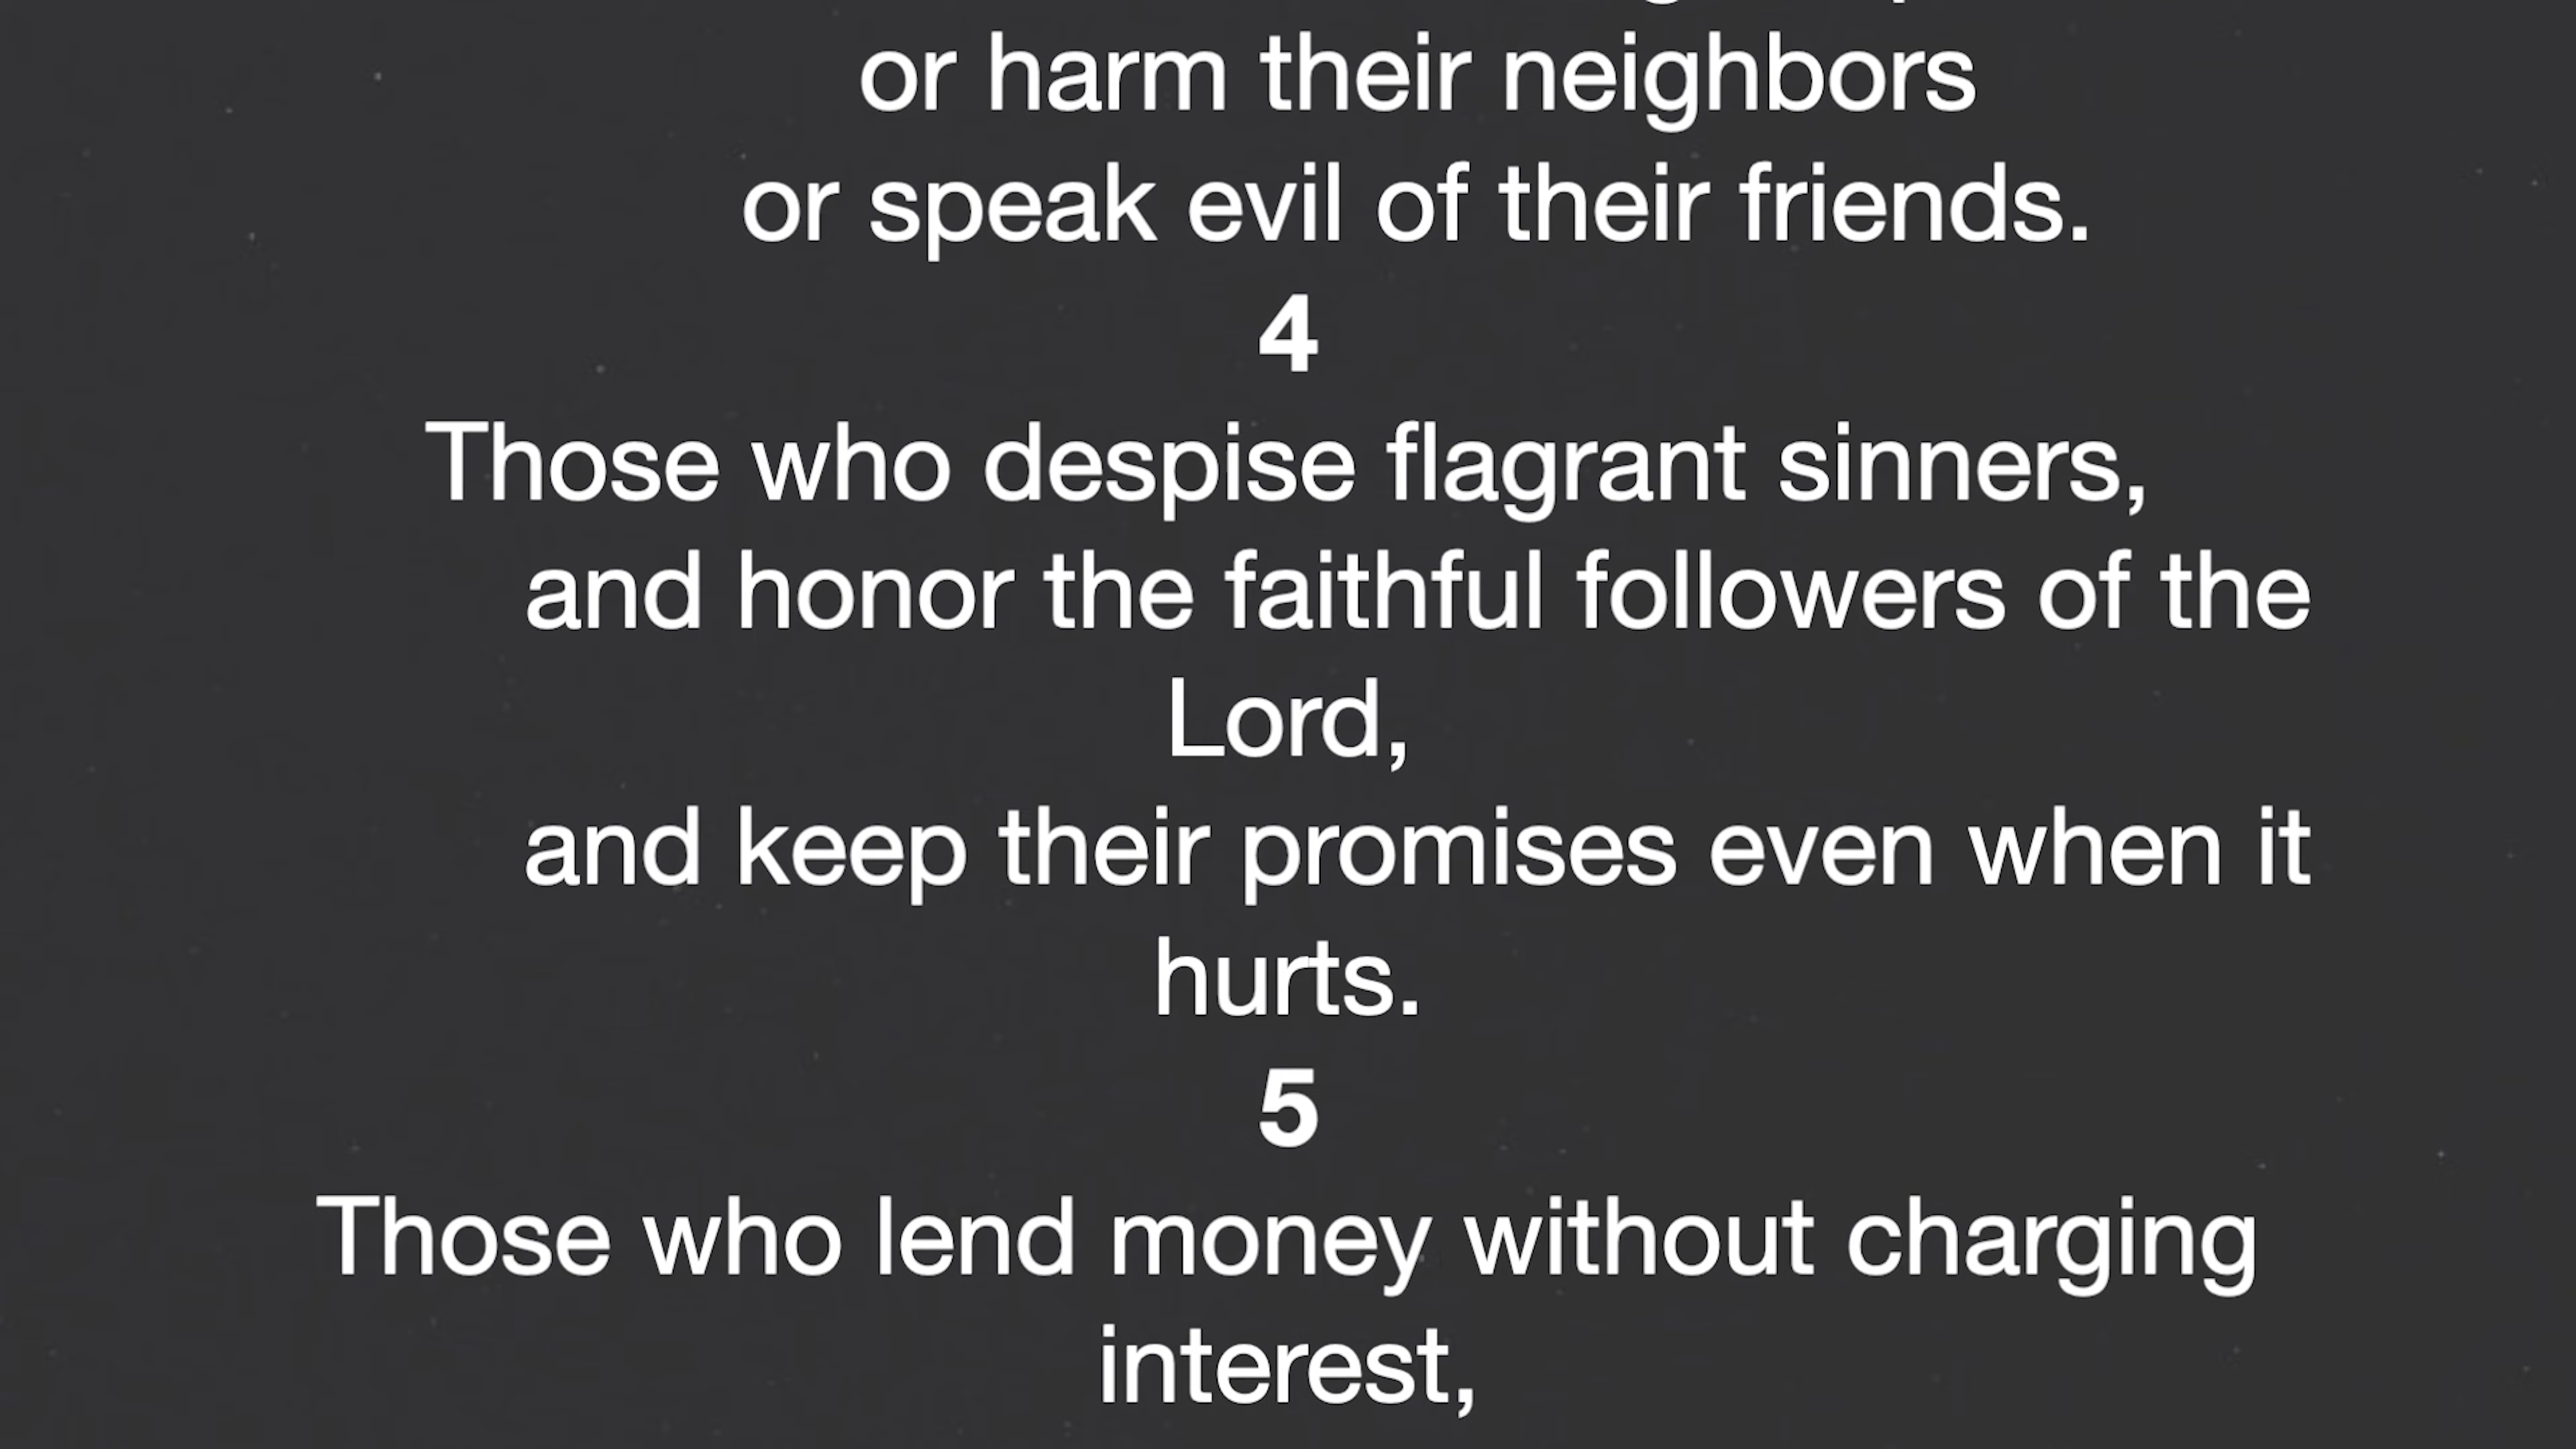 or harm their neighbors
or speak evil of their friends.
4
Those who despise flagrant sinners,
and honor the faithful followers of the
Lord,
and keep their promises even when it
hurts.
5
Those who lend money without charging
interest,